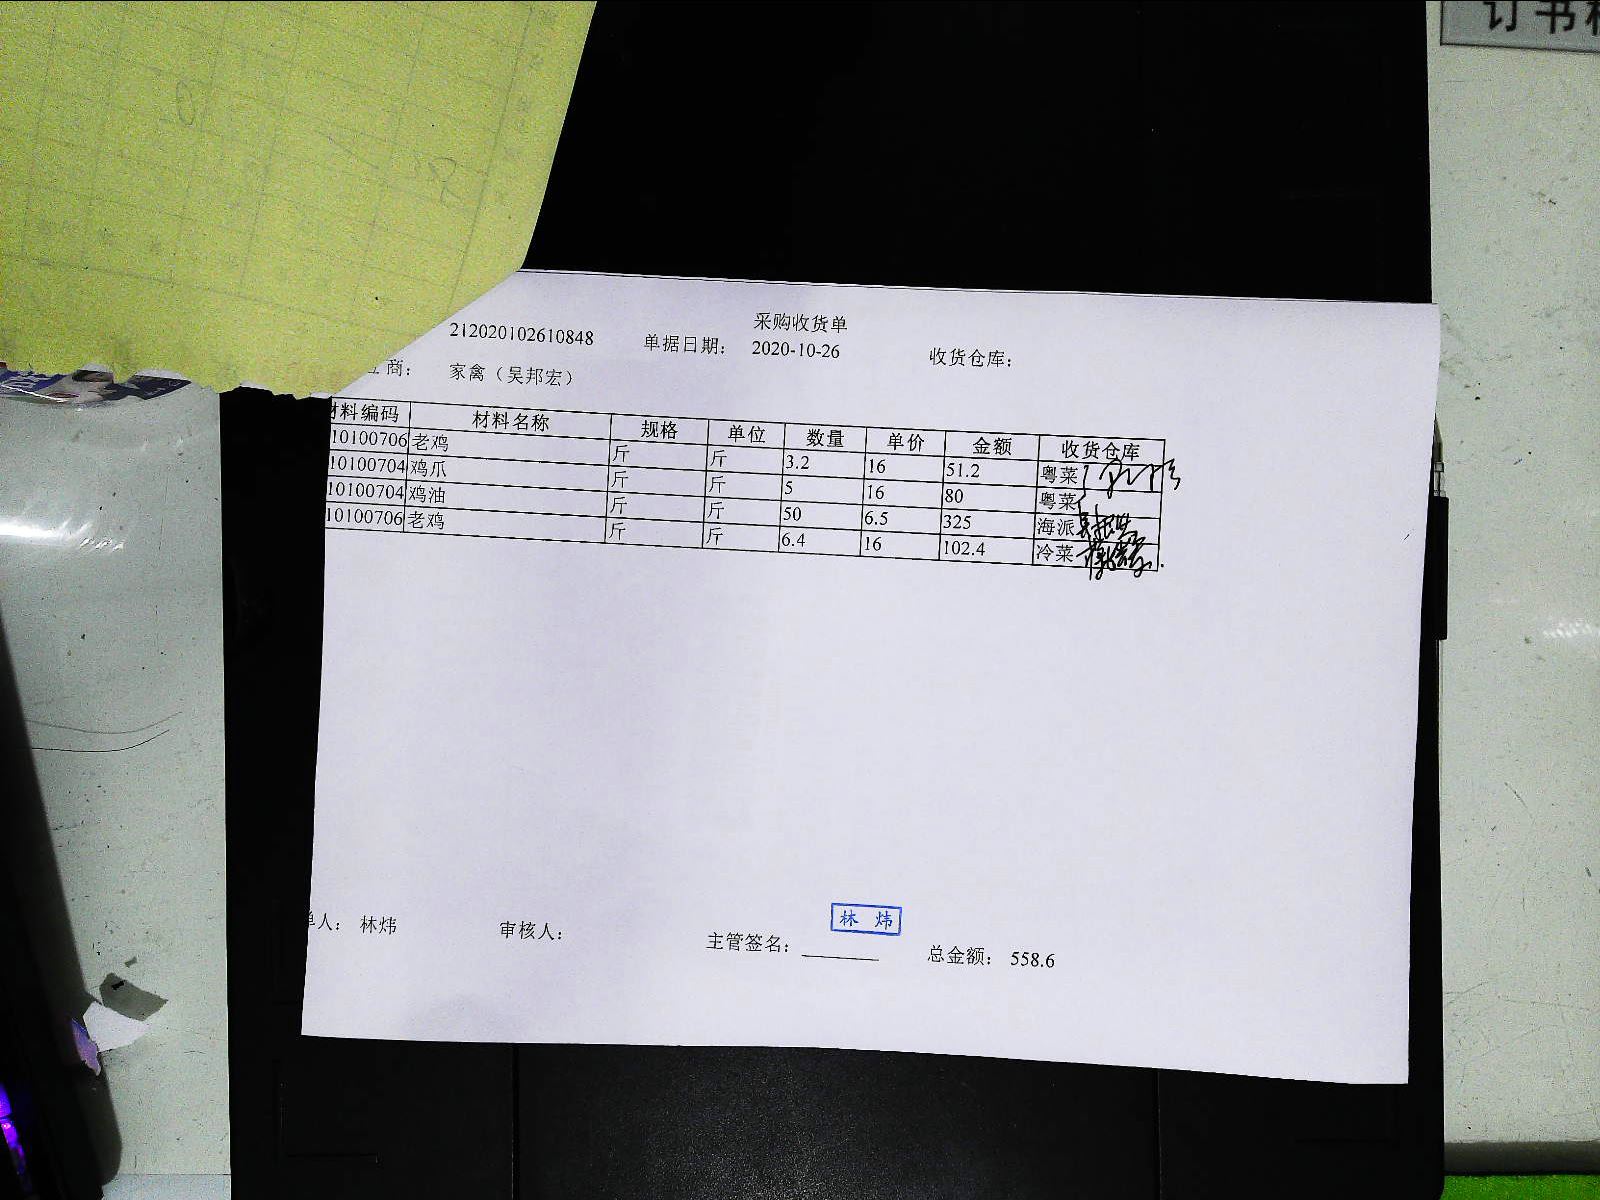 订书
采购收货单
212020102610848 单据日期： 2020-10-26 收货仓库：
商： 家禽（吴邦宏）
材料编码 材料名称 规格 单位 数量 单价 金额 收货仓库
10100706 老鸡 斤 斤 3.2 16 51.2 粤菜
10100704 鸡爪 斤 斤 5 16 80 粤菜
10100704 鸡油 斤 斤 50 6.5 325 海派
10100706 老鸡 斤 斤 6.4 16 102.4 冷菜
单人： 林炜 审核人： 主管签名： 林炜 总金额： 558.6